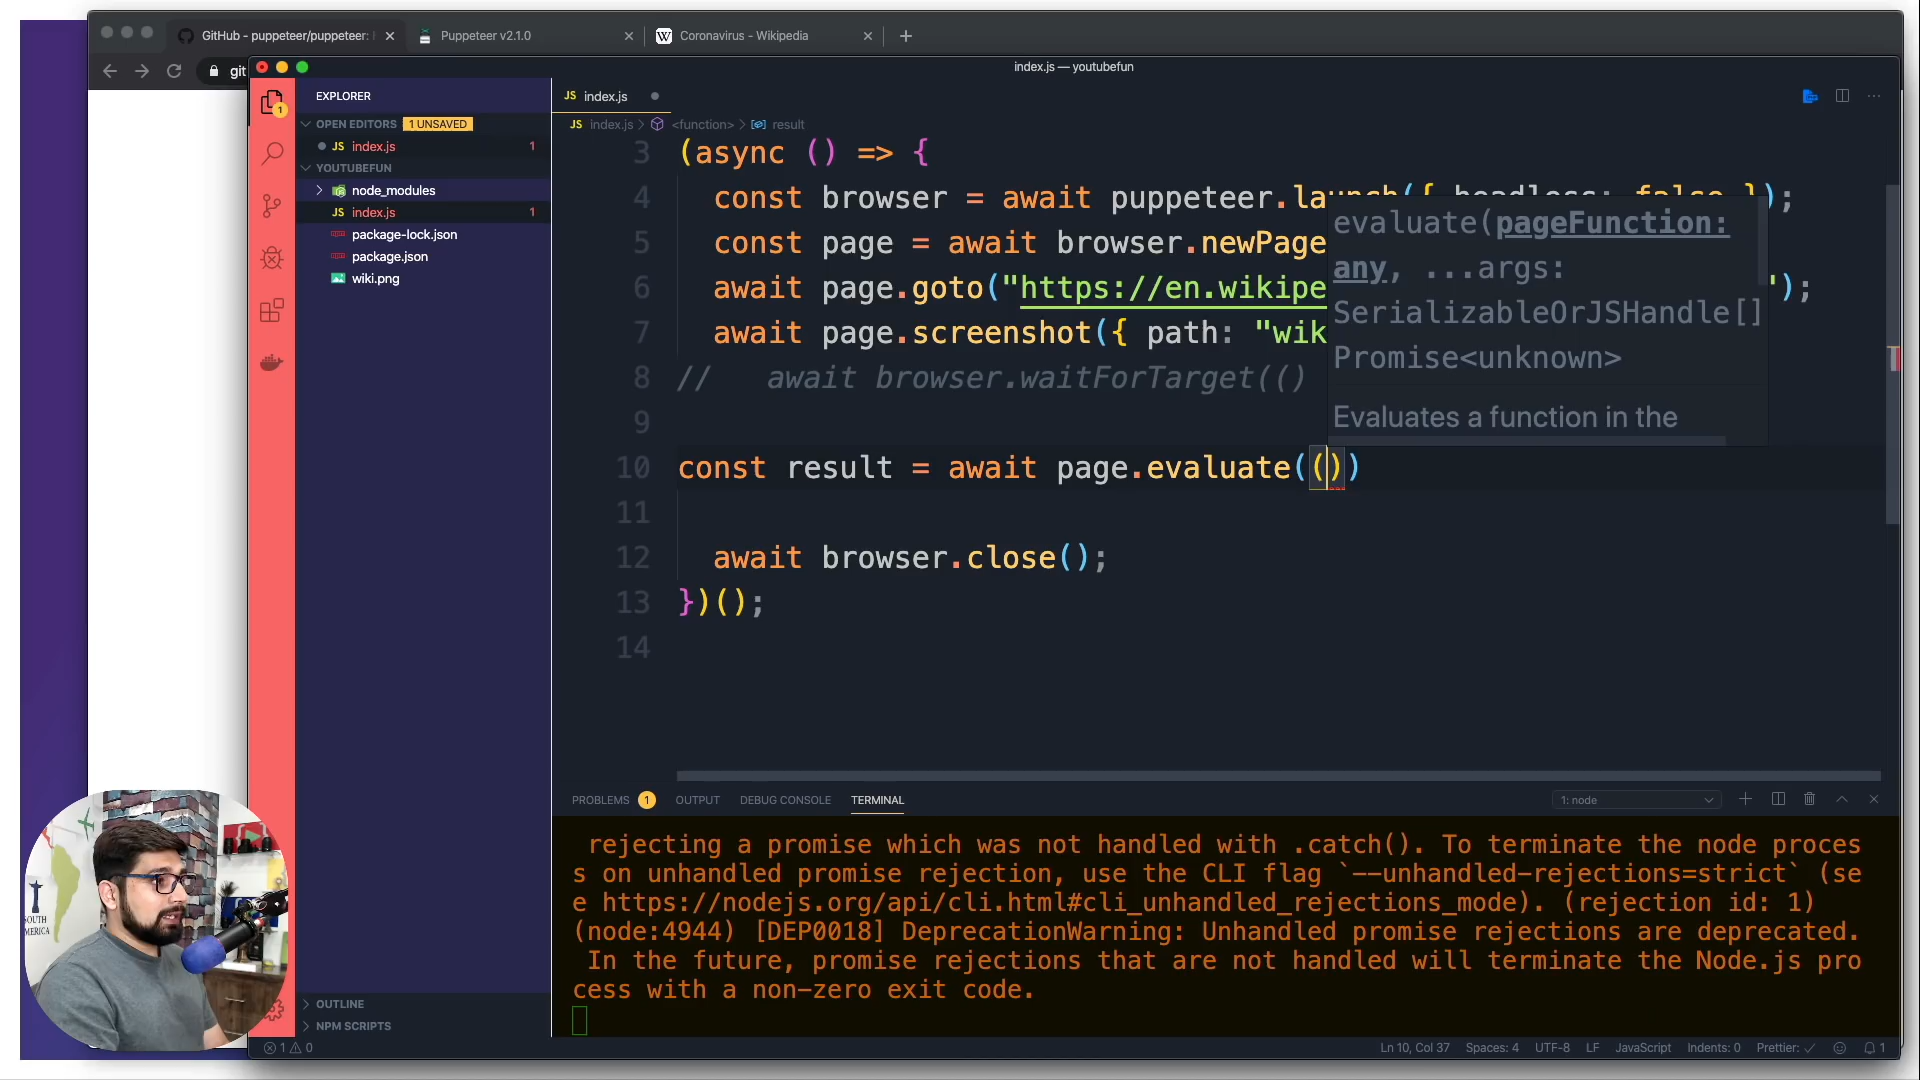 GitHub - puppeteer/puppeteer:
Puppeteer v2.1.0
W Coronavirus - Wikipedia
git
index.js — youtubefun
EXPLORER
JS index.js
OPEN EDITORS 1 UNSAVED
JS index.js > <function> > result
1
JS index.js 1
YOUTUBEFUN
node_modules
JS index.js 1
package-lock.json
package.json
wiki.png
3 (async () => {
4 const browser = await puppeteer.launch({ headless: false });
5 const page = await browser.newPage
6 await page.goto("https://en.wikipe ");
7 await page.screenshot({ path: "wik
8 // await browser.waitForTarget(()
9
10 const result = await page.evaluate(())
11
12 await browser.close();
13 })();
14
evaluate(pageFunction:
any, ...args:
SerializableOrJSHandle[]
Promise<unknown>
Evaluates a function in the
PROBLEMS 1 OUTPUT DEBUG CONSOLE TERMINAL
1: node
rejecting a promise which was not handled with .catch(). To terminate the node proces
s on unhandled promise rejection, use the CLI flag `--unhandled-rejections=strict` (se
e https://nodejs.org/api/cli.html#cli_unhandled_rejections_mode). (rejection id: 1)
(node:4944) [DEP0018] DeprecationWarning: Unhandled promise rejections are deprecated.
In the future, promise rejections that are not handled will terminate the Node.js pro
cess with a non-zero exit code.
SOUTH
AMERICA
OUTLINE
NPM SCRIPTS
1 0
Ln 10, Col 37 Spaces: 4 UTF-8 LF JavaScript Indents: 0 Prettier: ✓ 1